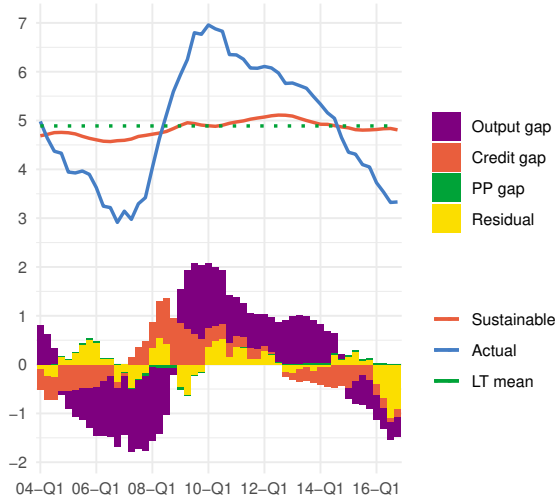 7
6
5
4
3
2
1
0
−1
−2
04−Q1 06−Q1 08−Q1 10−Q1 12−Q1 14−Q1 16−Q1
Output gap
Credit gap
PP gap
Residual
Sustainable
Actual
LT mean